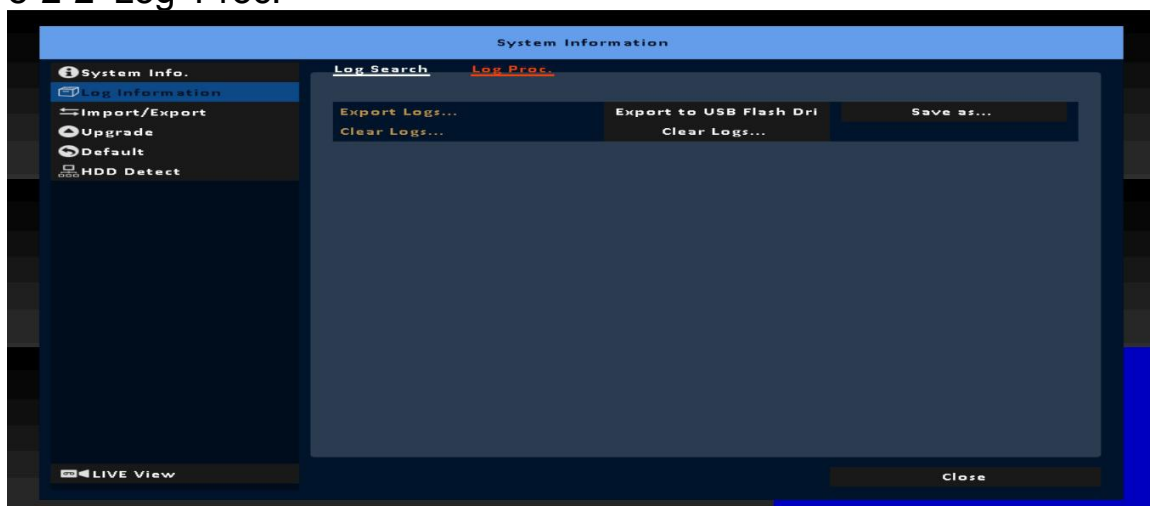 System Information
System Info.
Log Information
Import/Export
Upgrade
Default
HDD Detect
LIVE View
Log Search Log Proc.
Export Logs... Export to USB Flash Dri Save as...
Clear Logs... Clear Logs...
Close